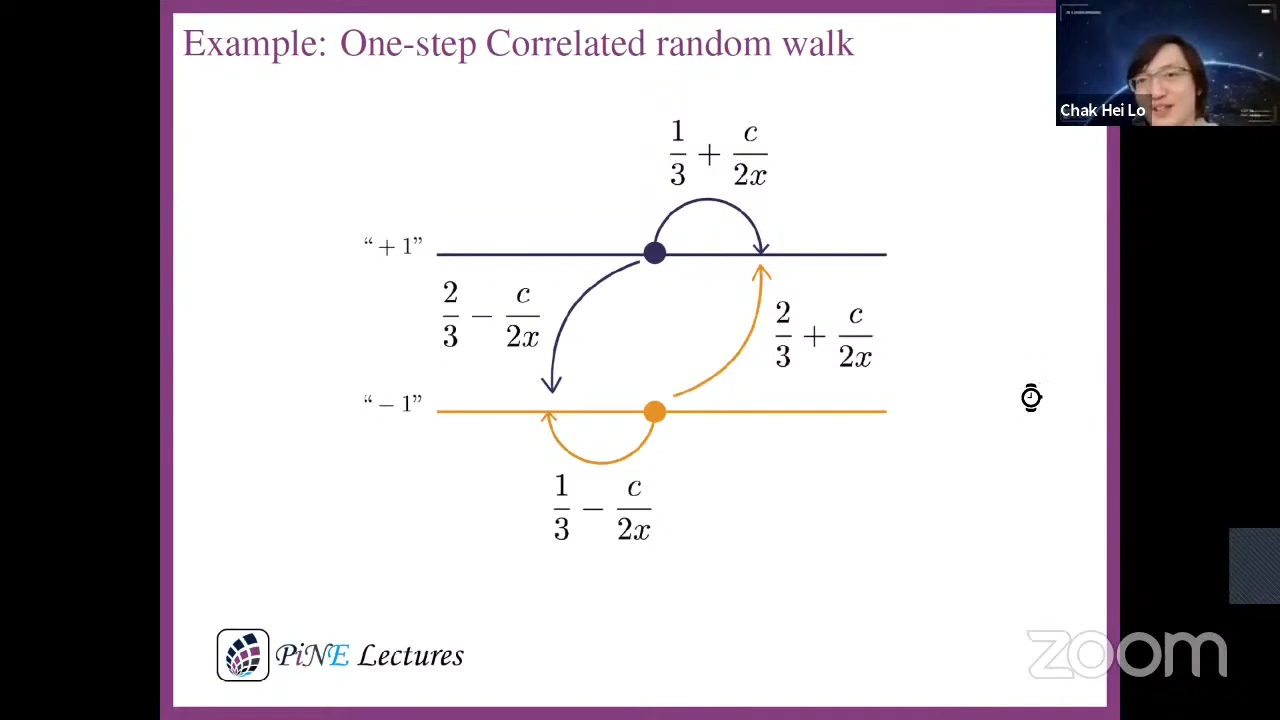 Example: One-step Correlated random walk
Chak Hei Lo
1/3 + c/2x
“ + 1”
2/3 − c/2x
2/3 + c/2x
“ − 1”
1/3 − c/2x
PiNE Lectures
zoom